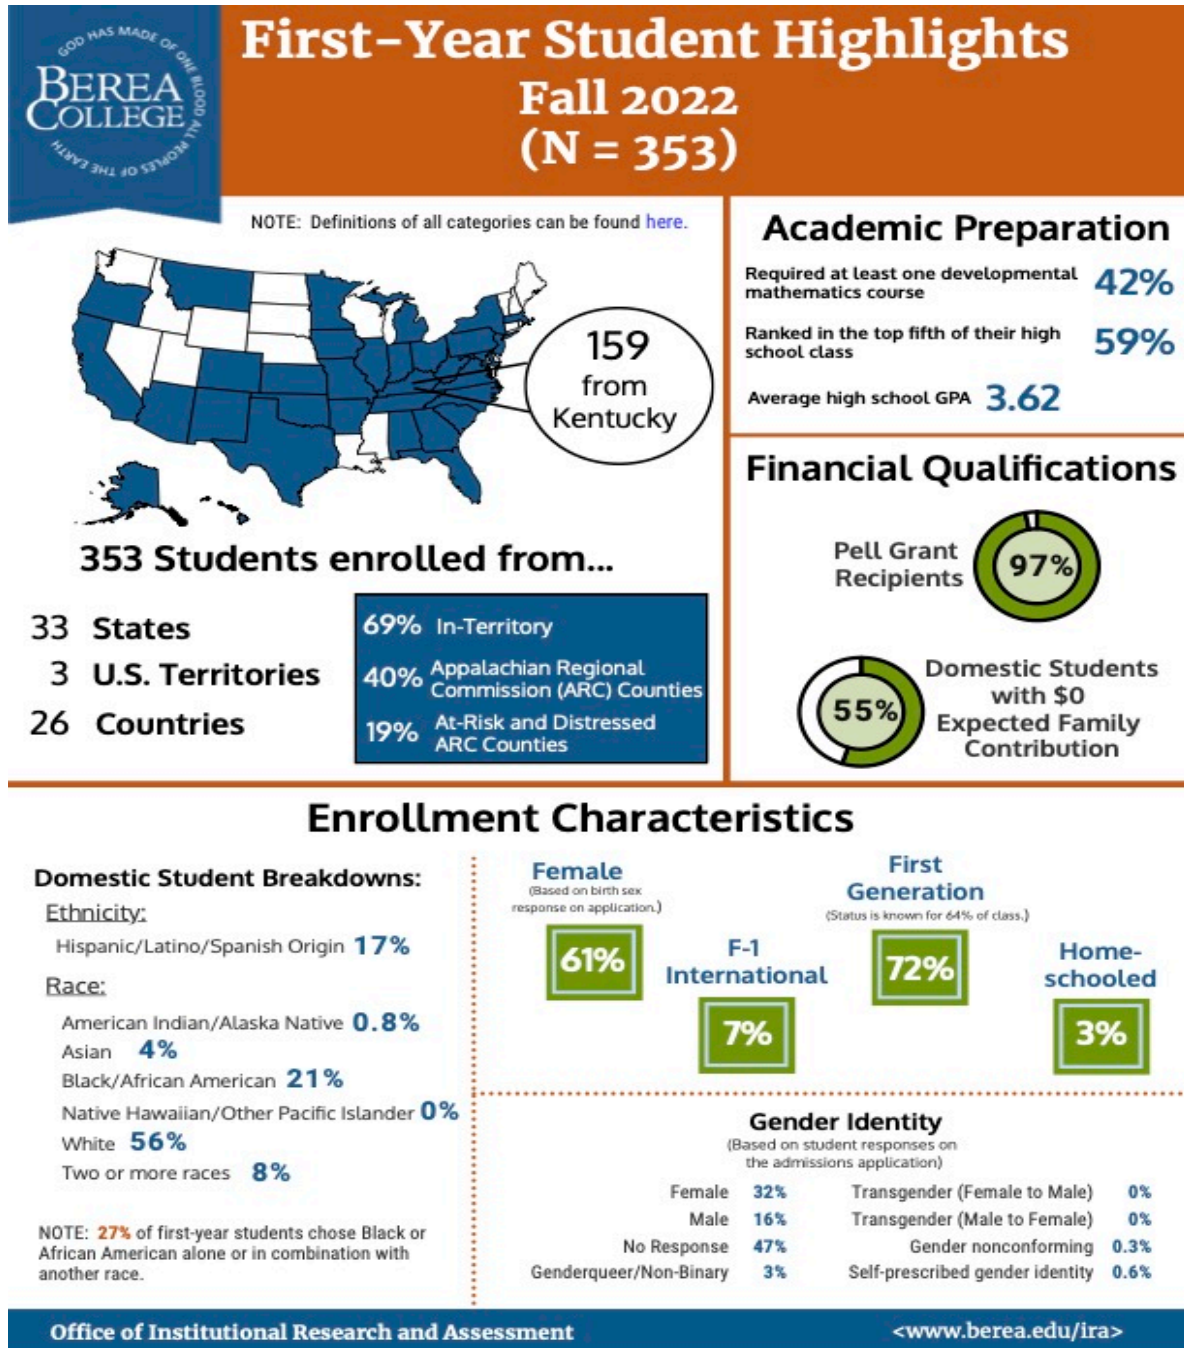 GOD HAS MADE OF ONE BLOOD ALL PEOPLES OF THE EARTH
BEREA
COLLEGE
First-Year Student Highlights
Fall 2022
(N = 353)
NOTE: Definitions of all categories can be found here.
159
from
Kentucky
353 Students enrolled from...
33 States
3 U.S. Territories
26 Countries
69% In-Territory
40% Appalachian Regional
Commission (ARC) Counties
19% At-Risk and Distressed
ARC Counties
Academic Preparation
Required at least one developmental
mathematics course 42%
Ranked in the top fifth of their high
school class 59%
Average high school GPA 3.62
Financial Qualifications
Pell Grant
Recipients
97%
55%
Domestic Students
with $0
Expected Family
Contribution
Enrollment Characteristics
Domestic Student Breakdowns:
Ethnicity:
Hispanic/Latino/Spanish Origin 17%
Race:
American Indian/Alaska Native 0.8%
Asian 4%
Black/African American 21%
Native Hawaiian/Other Pacific Islander 0%
White 56%
Two or more races 8%
NOTE: 27% of first-year students chose Black or
African American alone or in combination with
another race.
Female
(Based on birth sex
response on application.)
61%
F-1
International
7%
First
Generation
(Status is known for 64% of class.)
72%
Home-
schooled
3%
Gender Identity
(Based on student responses on
the admissions application)
Female 32%
Male 16%
No Response 47%
Genderqueer/Non-Binary 3%
Transgender (Female to Male) 0%
Transgender (Male to Female) 0%
Gender nonconforming 0.3%
Self-prescribed gender identity 0.6%
Office of Institutional Research and Assessment
<www.berea.edu/ira>